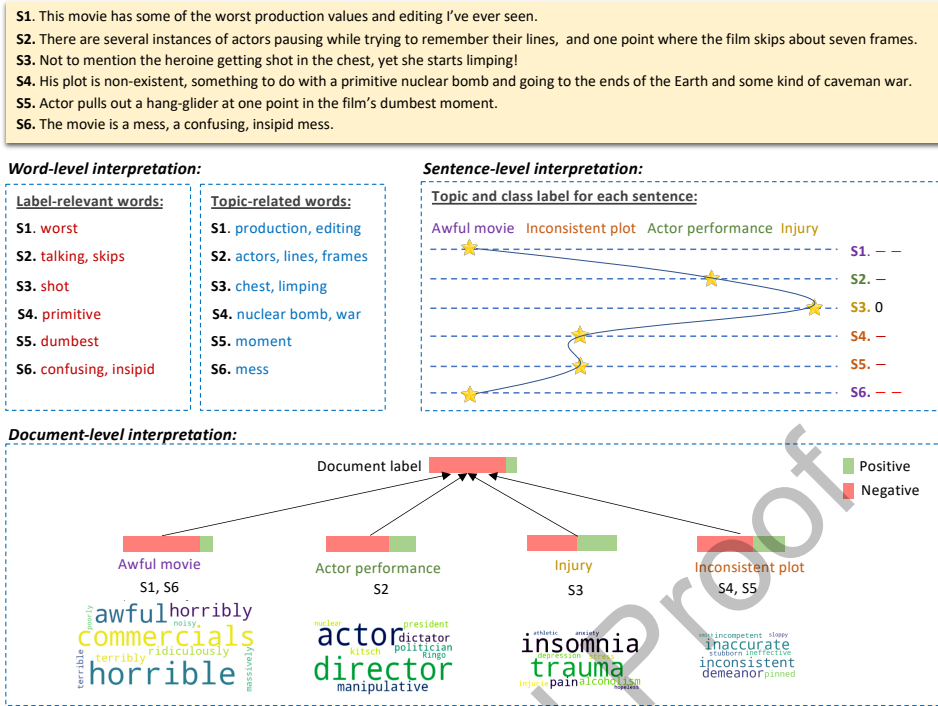 S1. This movie has some of the worst production values and editing I've ever seen.
S2. There are several instances of actors pausing while trying to remember their lines, and one point where the film skips about seven frames.
S3. Not to mention the heroine getting shot in the chest, yet she starts limping!
S4. His plot is non-existent, something to do with a primitive nuclear bomb and going to the ends of the Earth and some kind of caveman war.
S5. Actor pulls out a hang-glider at one point in the film's dumbest moment.
S6. The movie is a mess, a confusing, insipid mess.
Word-level interpretation:
Label-relevant words:
S1. worst
S2. talking, skips
S3. shot
S4. primitive
S5. dumbest
S6. confusing, insipid
Topic-related words:
S1. production, editing
S2. actors, lines, frames
S3. chest, limping
S4. nuclear bomb, war
S5. moment
S6. mess
Sentence-level interpretation:
Topic and class label for each sentence:
Awful movie Inconsistent plot Actor performance Injury
S1. – –
S2. –
S3. 0
S4. –
S5. –
S6. – –
Document-level interpretation:
Document label
Positive
Negative
Awful movie
S1, S6
Actor performance
S2
Injury
S3
Inconsistent plot
S4, S5
poorly
awful horribly
noisy
commercials
terribly ridiculously
terrible
horrible
massively
nuclear
actor president
dictator
kitsch politician
Ringo
director
manipulative
athletic anxiety
insomnia
depression stress
trauma
injurie pain alcoholism
hopeless
incompetent sloppy
inaccurate
stubborn ineffective
inconsistent
demeanor pinned
Proof